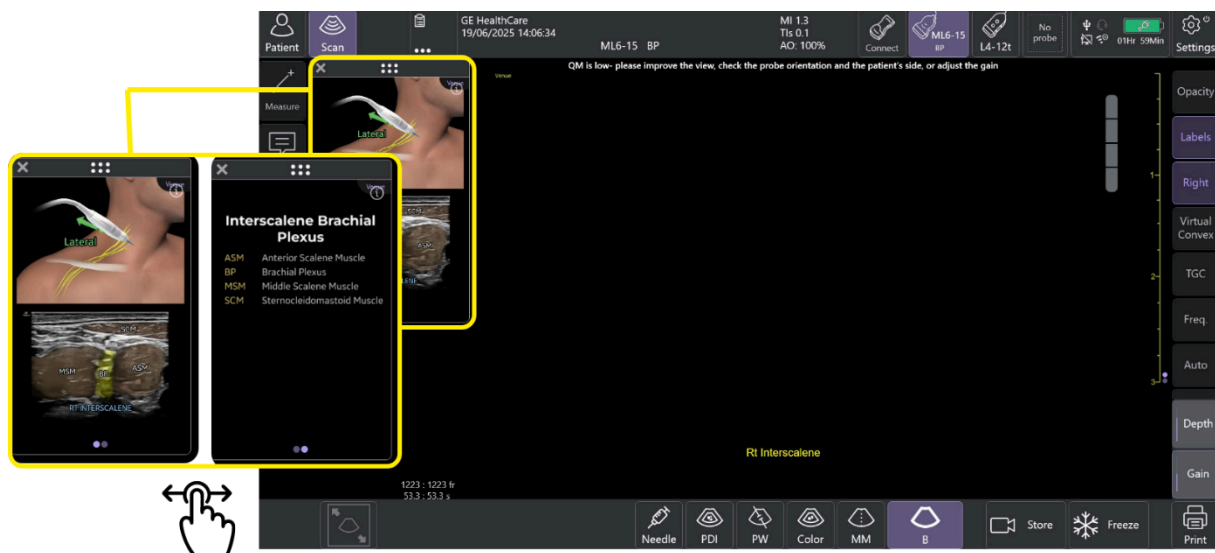 Patient
Scan
GE HealthCare
19/06/2025 14:06:34
ML6-15 BP
MI 1.3
TIs 0.1
AO: 100%
Connect
ML6-15
BP
L4-12t
No
probe
01Hr 59Min
Settings
QM is low- please improve the view, check the probe orientation and the patient's side, or adjust the gain
Venue
Measure
Lateral
SCM
ASM
Opacity
Labels
Right
Virtual
Convex
TGC
Freq.
Auto
Depth
Gain
1
2
3
Lateral
SCM
MSM
BP
ASM
RT INTERSCALENE
Venue
Interscalene Brachial
Plexus
ASM Anterior Scalene Muscle
BP Brachial Plexus
MSM Middle Scalene Muscle
SCM Sternocleidomastoid Muscle
Rt Interscalene
1223 : 1223 fr
53.3 : 53.3 s
Needle
PDI
PW
Color
MM
B
Store
Freeze
Print